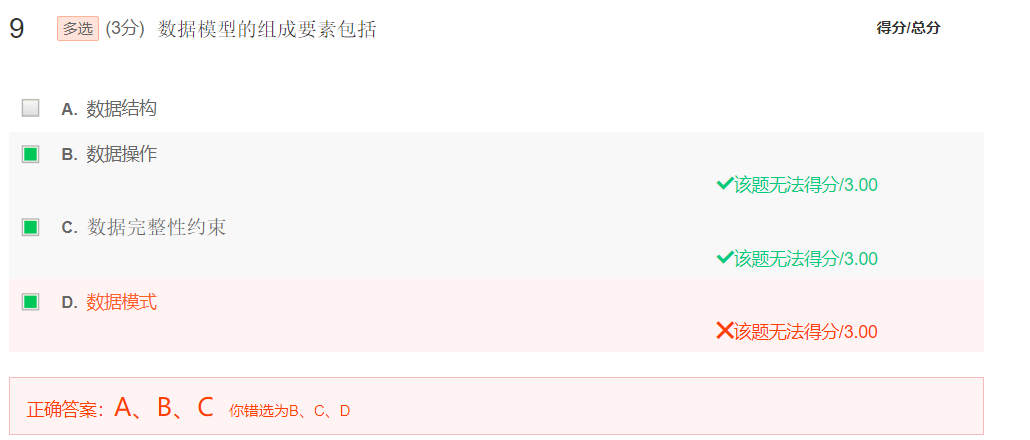 9 多选 (3分) 数据模型的组成要素包括 得分/总分
A. 数据结构
B. 数据操作
该题无法得分/3.00
C. 数据完整性约束
该题无法得分/3.00
D. 数据模式
该题无法得分/3.00
正确答案：A、B、C 你错选为B、C、D